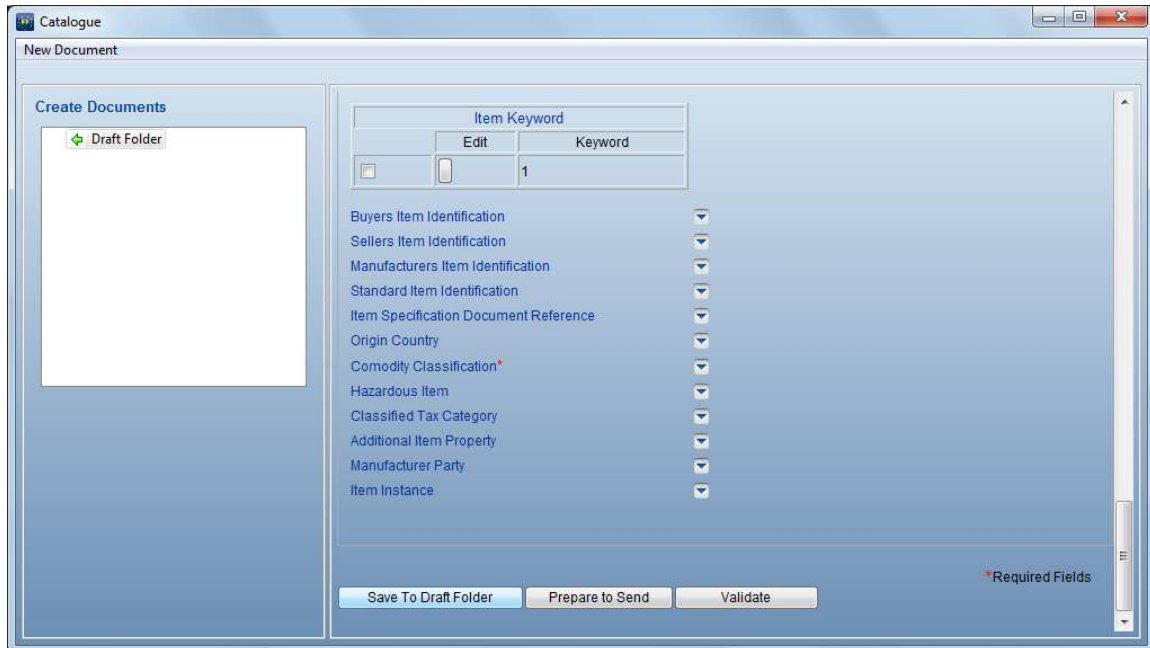 Catalogue
New Document
Create Documents
Draft Folder
Item Keyword
Edit Keyword
1
Buyers Item Identification
Sellers Item Identification
Manufacturers Item Identification
Standard Item Identification
Item Specification Document Reference
Origin Country
Comodity Classification*
Hazardous Item
Classified Tax Category
Additional Item Property
Manufacturer Party
Item Instance
*Required Fields
Save To Draft Folder Prepare to Send Validate